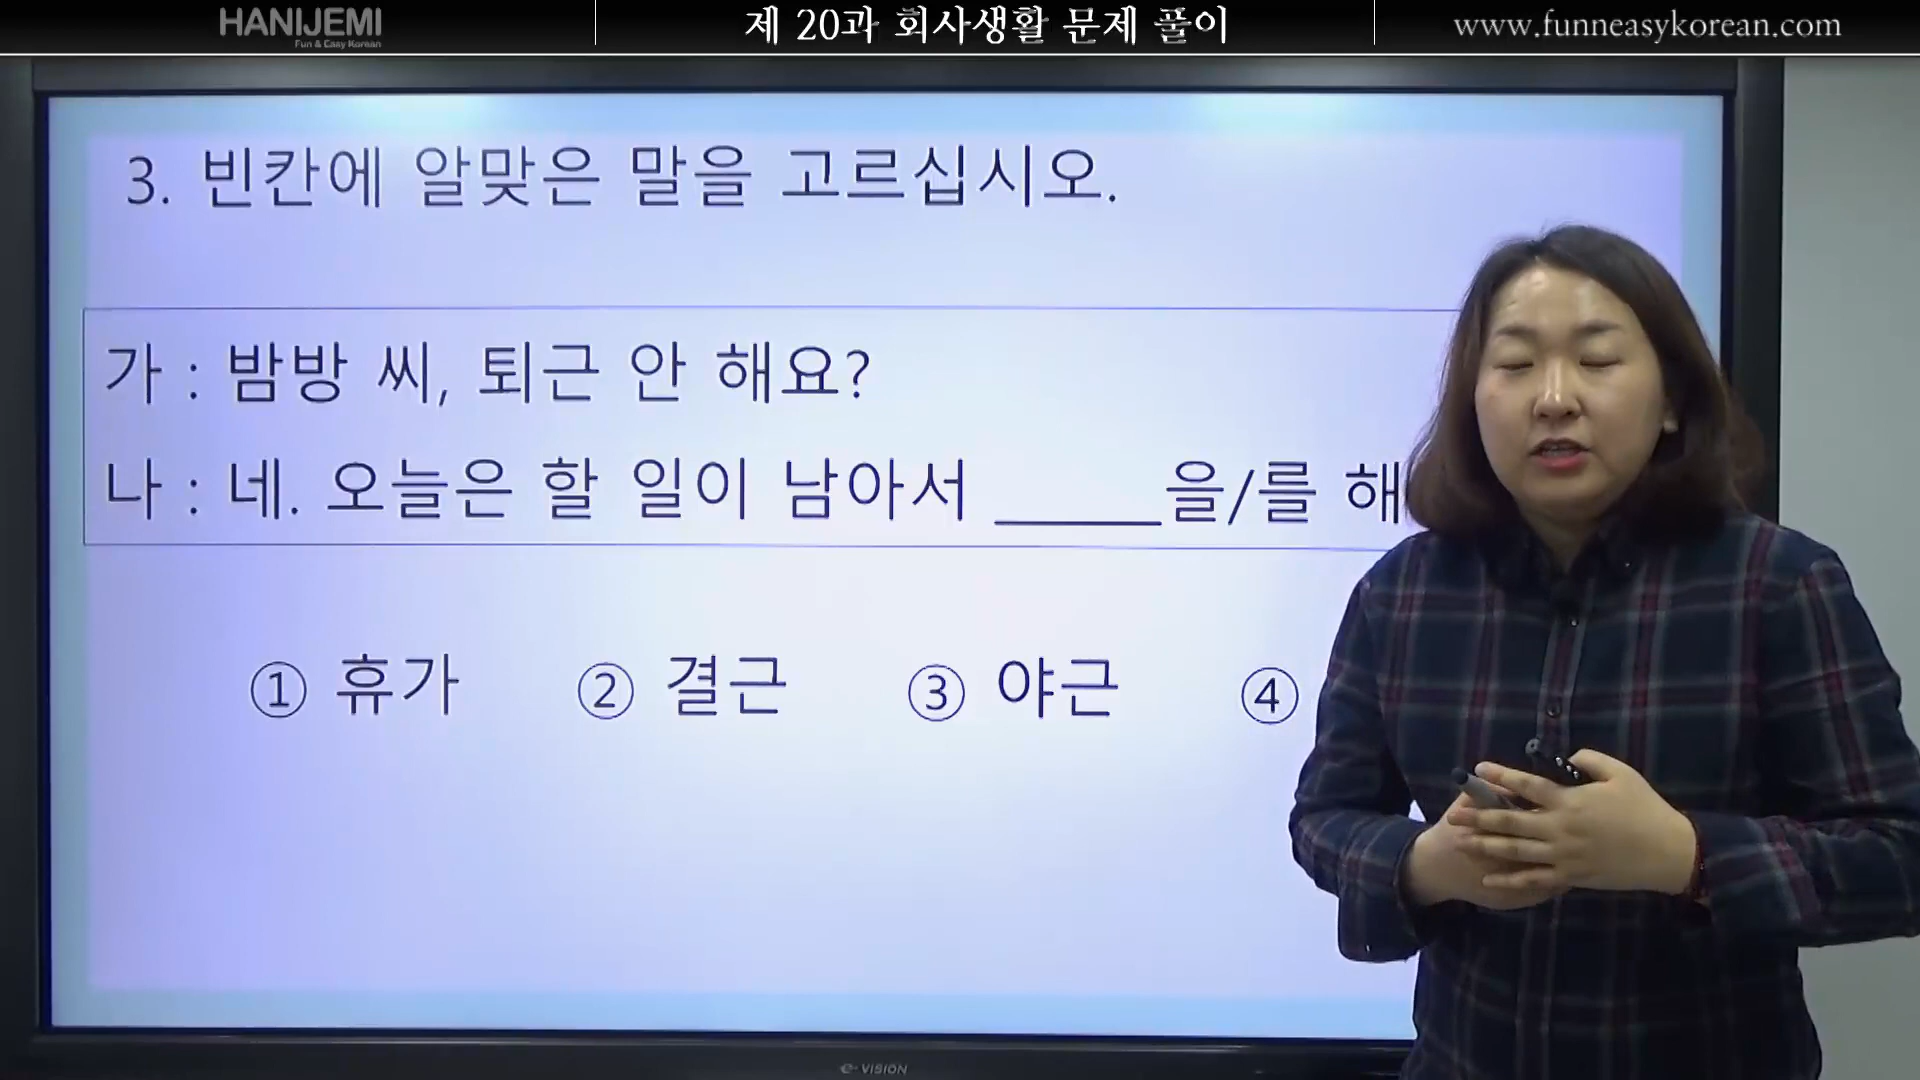 HANIJEMI
Fun & Easy Korean
제 20과 회사생활 문제 풀이
www.funneasykorean.com
3. 빈칸에 알맞은 말을 고르십시오.
가 : 밤방 씨, 퇴근 안 해요?
나 : 네. 오늘은 할 일이 남아서 ______을/를 해
① 휴가 ② 결근 ③ 야근 ④
e-VISION